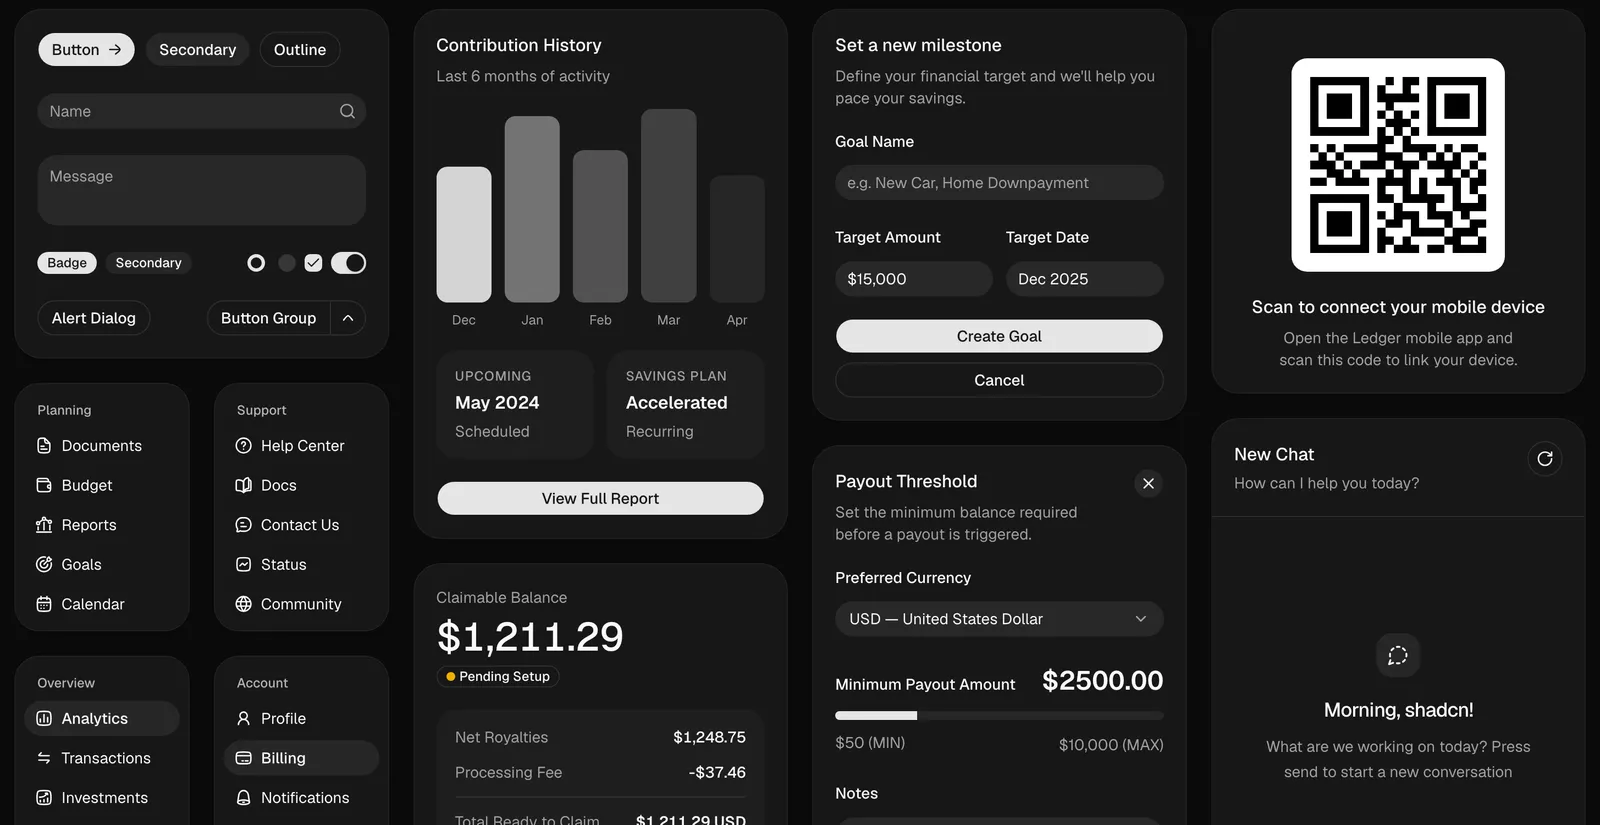 Button
Secondary
Outline
Name
Message
Badge
Secondary
Alert Dialog
Button Group
Planning
Documents
Budget
Reports
Goals
Calendar
Support
Help Center
Docs
Contact Us
Status
Community
Overview
Analytics
Transactions
Investments
Account
Profile
Billing
Notifications
Contribution History
Last 6 months of activity
Dec
Jan
Feb
Mar
Apr
UPCOMING
May 2024
Scheduled
SAVINGS PLAN
Accelerated
Recurring
View Full Report
Claimable Balance
$1,211.29
Pending Setup
Net Royalties
$1,248.75
Processing Fee
-$37.46
Total Ready to Claim
$1,211.29 USD
Set a new milestone
Define your financial target and we'll help you
pace your savings.
Goal Name
e.g. New Car, Home Downpayment
Target Amount
Target Date
$15,000
Dec 2025
Create Goal
Cancel
Payout Threshold
Set the minimum balance required
before a payout is triggered.
Preferred Currency
USD — United States Dollar
Minimum Payout Amount
$2500.00
$50 (MIN)
$10,000 (MAX)
Notes
Scan to connect your mobile device
Open the Ledger mobile app and
scan this code to link your device.
New Chat
How can I help you today?
Morning, shadcn!
What are we working on today? Press
send to start a new conversation